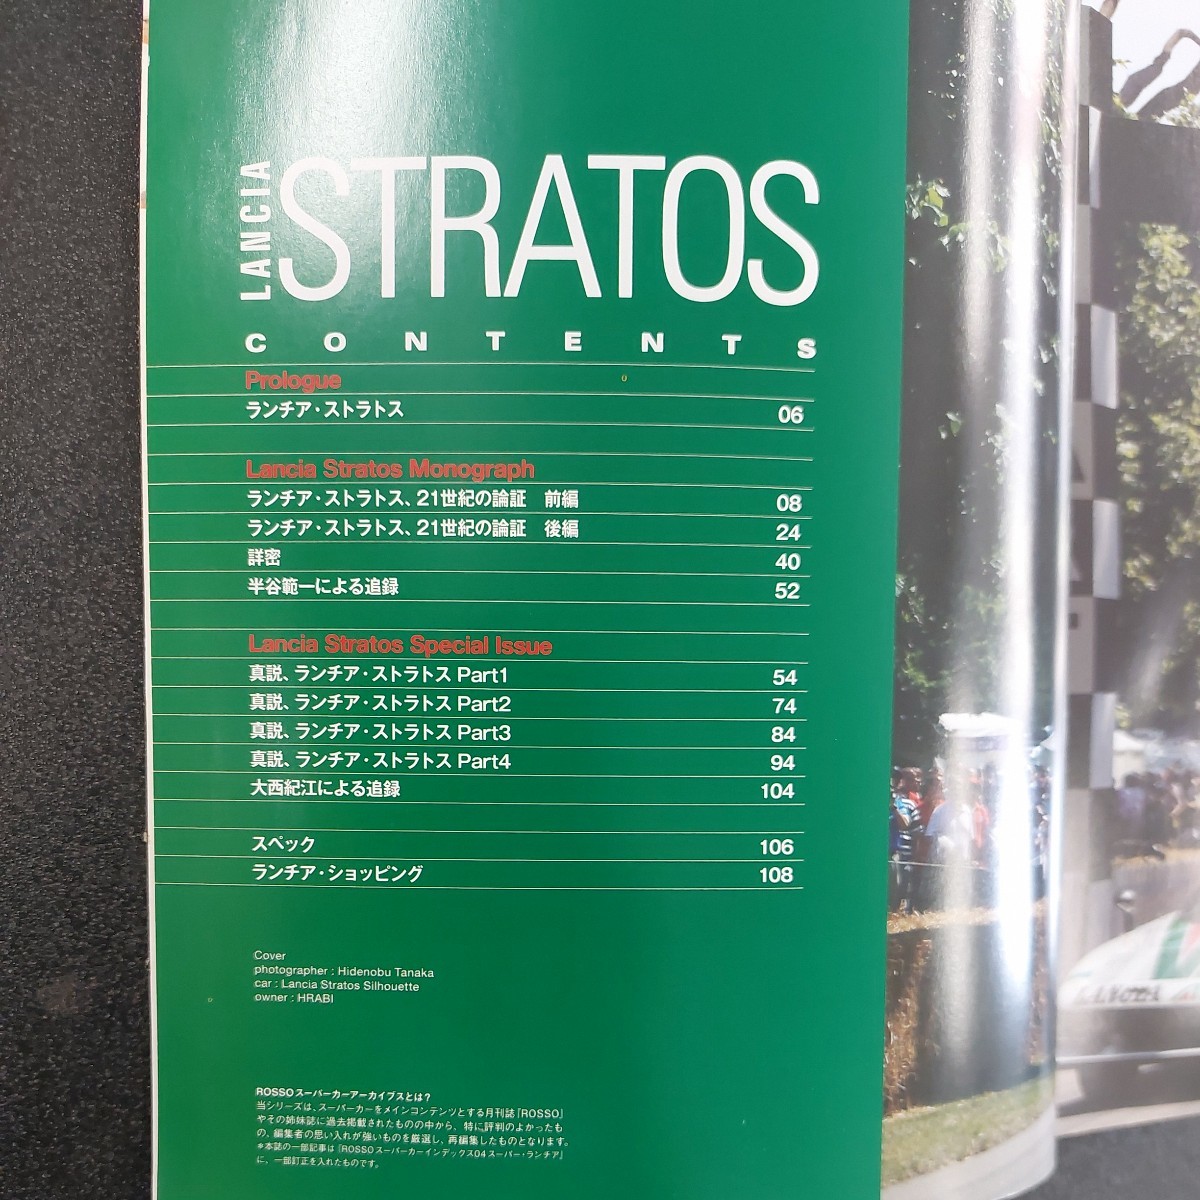 LANCIA
STRATOS
CONTENTS
Prologue
ランチア・ストラトス 06
Lancia Stratos Monograph
ランチア・ストラトス、21世紀の論証 前編 08
ランチア・ストラトス、21世紀の論証 後編 24
詳密 40
半谷範一による追録 52
Lancia Stratos Special Issue
真説、ランチア・ストラトス Part1 54
真説、ランチア・ストラトス Part2 74
真説、ランチア・ストラトス Part3 84
真説、ランチア・ストラトス Part4 94
大西紀江による追録 104
スペック 106
ランチア・ショッピング 108
Cover
photographer : Hidenobu Tanaka
car : Lancia Stratos Silhouette
owner : HRABI
ROSSOスーパーカーアーカイブスとは？
当シリーズは、スーパーカーをメインコンテンツとする月刊誌『ROSSO』
やその姉妹誌に過去掲載されたものの中から、特に評判のよかったも
の、編集者の思い入れが強いものを厳選し、再編集したものとなります。
※本誌の一部記事は『ROSSOスーパーカーインデックス04 スーパー・ランチア』
に、一部訂正を入れたものです。